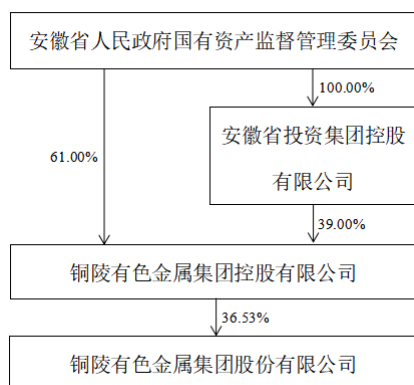 安徽省人民政府国有资产监督管理委员会
100.00%
61.00%
安徽省投资集团控股
有限公司
39.00%
铜陵有色金属集团控股有限公司
36.53%
铜陵有色金属集团股份有限公司